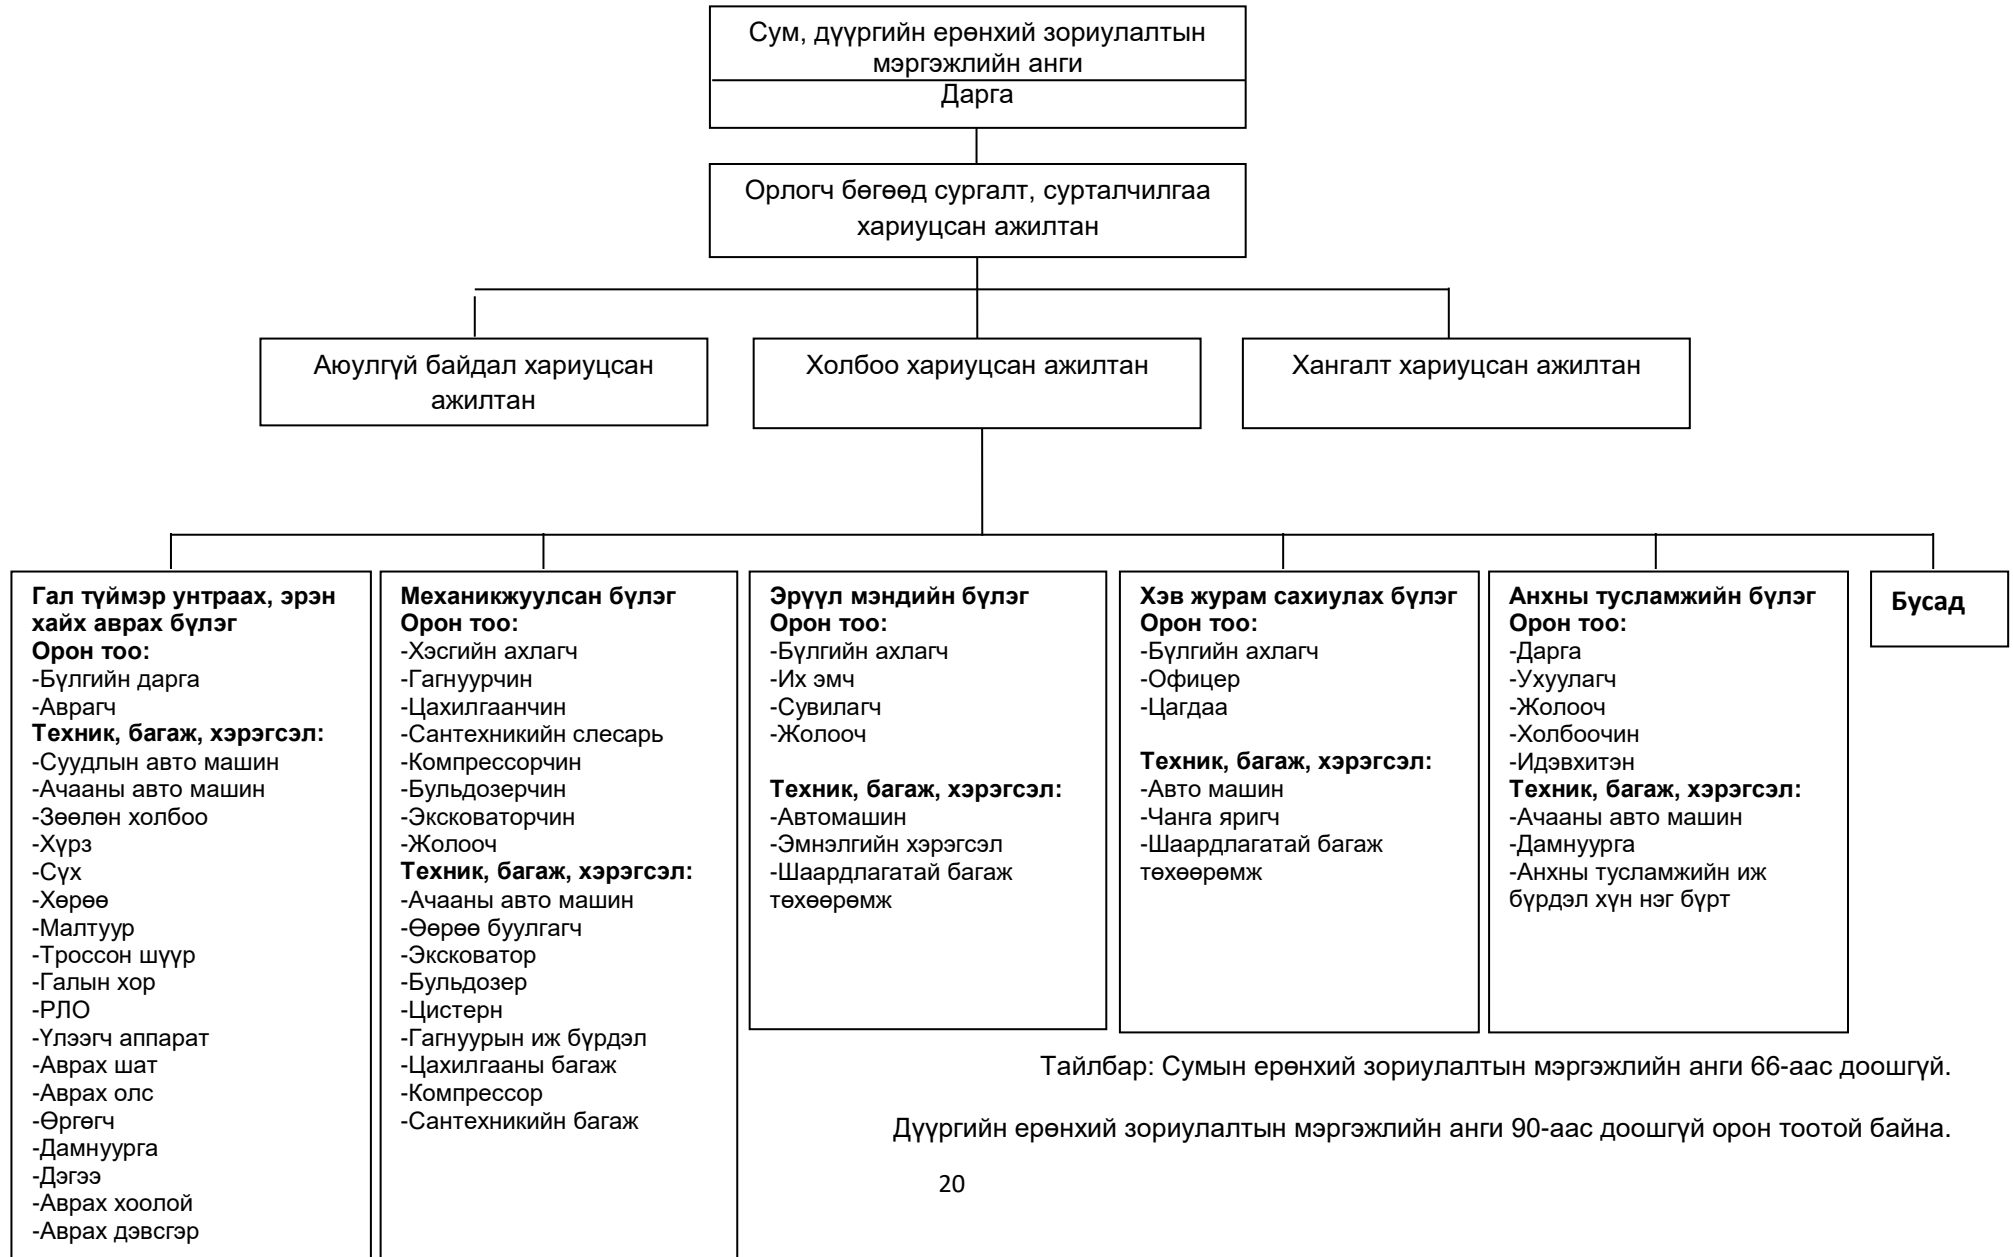 Сум, дүүргийн ерөнхий зориулалтын
мэргэжлийн анги
Дарга
Орлогч бөгөөд сургалт, сурталчилгаа
хариуцсан ажилтан
Аюулгүй байдал хариуцсан
ажилтан
Холбоо хариуцсан ажилтан
Хангалт хариуцсан ажилтан
Гал түймэр унтраах, эрэн
хайх аврах бүлэг
Орон тоо:
-Бүлгийн дарга
-Аврагч
Техник, багаж, хэрэгсэл:
-Суудлын авто машин
-Ачааны авто машин
-Зөөлөн холбоо
-Хүрз
-Сүх
-Хөрөө
-Малтуур
-Троссон шүүр
-Галын хор
-РЛО
-Үлээгч аппарат
-Аврах шат
-Аврах олс
-Өргөгч
-Дамнуурга
-Дэгээ
-Аврах хоолой
-Аврах дэвсгэр
Механикжуулсан бүлэг
Орон тоо:
-Хэсгийн ахлагч
-Гагнуурчин
-Цахилгаанчин
-Сантехникийн слесарь
-Компрессорчин
-Бульдозерчин
-Эксковаторчин
-Жолооч
Техник, багаж, хэрэгсэл:
-Ачааны авто машин
-Өөрөө буулгагч
-Эксковатор
-Бульдозер
-Цистерн
-Гагнуурын иж бүрдэл
-Цахилгааны багаж
-Компрессор
-Сантехникийн багаж
Эрүүл мэндийн бүлэг
Орон тоо:
-Бүлгийн ахлагч
-Их эмч
-Сувилагч
-Жолооч
Техник, багаж, хэрэгсэл:
-Автомашин
-Эмнэлгийн хэрэгсэл
-Шаардлагатай багаж
төхөөрөмж
Хэв журам сахиулах бүлэг
Орон тоо:
-Бүлгийн ахлагч
-Офицер
-Цагдаа
Техник, багаж, хэрэгсэл:
-Авто машин
-Чанга яригч
-Шаардлагатай багаж
төхөөрөмж
Анхны тусламжийн бүлэг
Орон тоо:
-Дарга
-Ухуулагч
-Жолооч
-Холбоочин
-Идэвхитэн
Техник, багаж, хэрэгсэл:
-Ачааны авто машин
-Дамнуурга
-Анхны тусламжийн иж
бүрдэл хүн нэг бүрт
Бусад
Тайлбар: Сумын ерөнхий зориулалтын мэргэжлийн анги 66-аас доошгүй.
Дүүргийн ерөнхий зориулалтын мэргэжлийн анги 90-аас доошгүй орон тоотой байна.
20